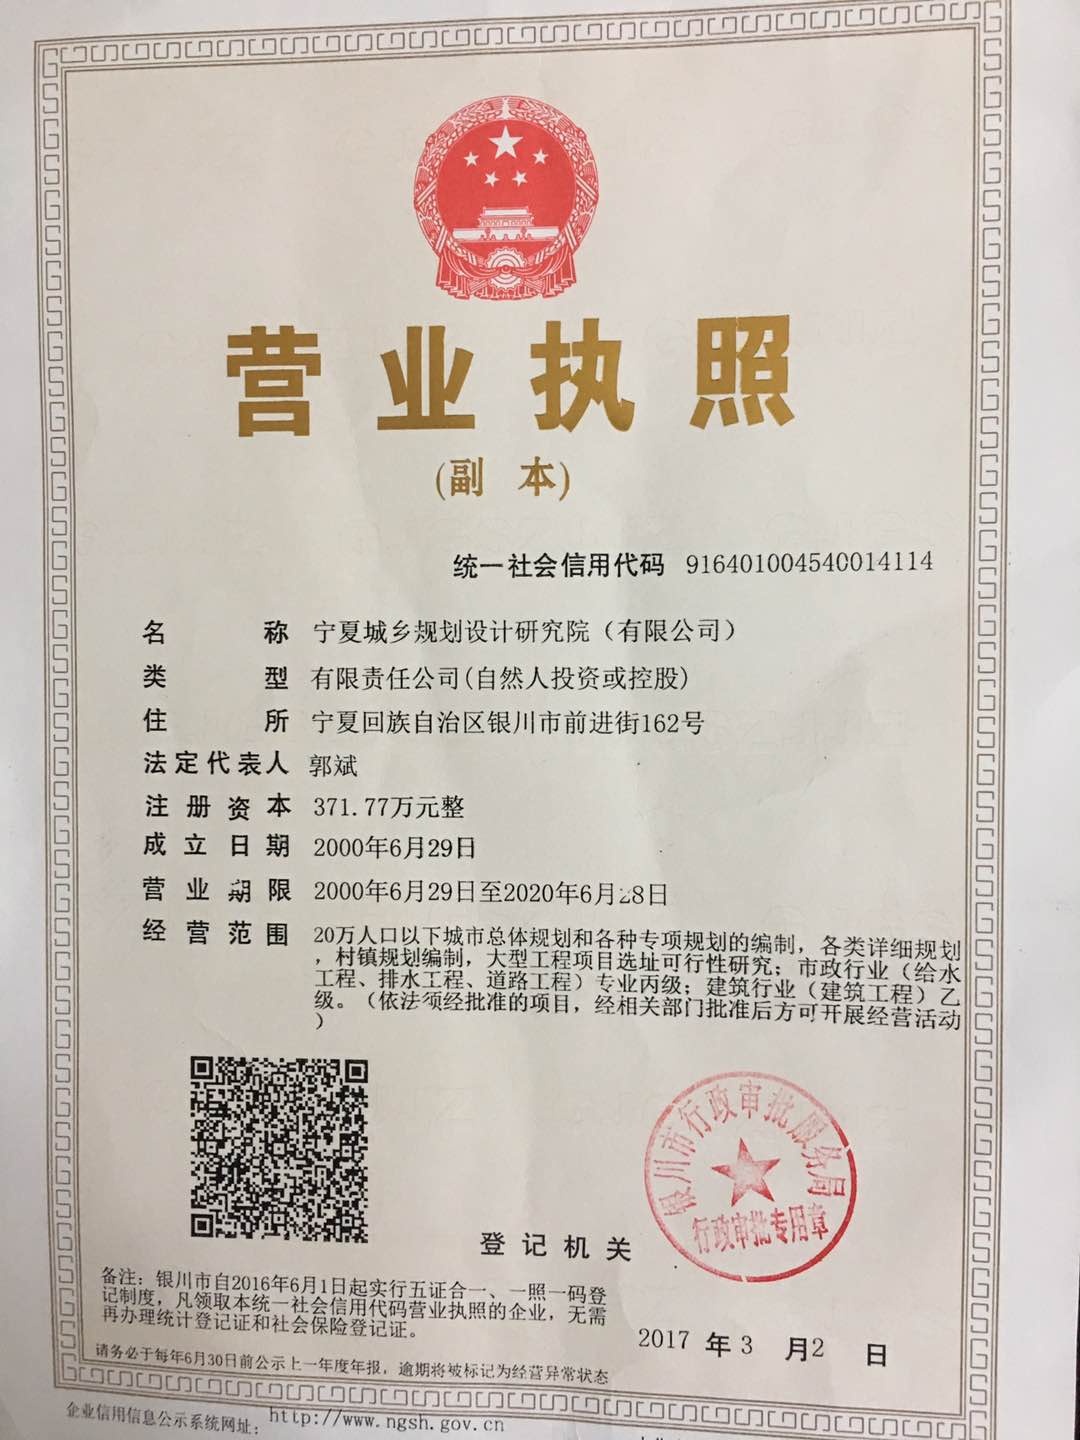 营业执照
(副 本)
统一社会信用代码 916401004540014114
名 称 宁夏城乡规划设计研究院（有限公司）
类 型 有限责任公司(自然人投资或控股)
住 所 宁夏回族自治区银川市前进街162号
法定代表人 郭斌
注册资本 371.77万元整
成立日期 2000年6月29日
营业期限 2000年6月29日至2020年6月28日
经营范围 20万人口以下城市总体规划和各种专项规划的编制，各类详细规划
，村镇规划编制，大型工程项目选址可行性研究；市政行业（给水
工程、排水工程、道路工程）专业丙级；建筑行业（建筑工程）乙
级。（依法须经批准的项目，经相关部门批准后方可开展经营活动
）
银川市行政审批服务局
行政审批专用章
登记机关
备注：银川市自2016年6月1日起实行五证合一、一照一码登
记制度，凡领取本统一社会信用代码营业执照的企业，无需
再办理统计登记证和社会保险登记证。
2017 年 3 月 2 日
请务必于每年6月30日前公示上一年度年报，逾期将被标记为经营异常状态
企业信用信息公示系统网址：http://www.ngsh.gov.cn